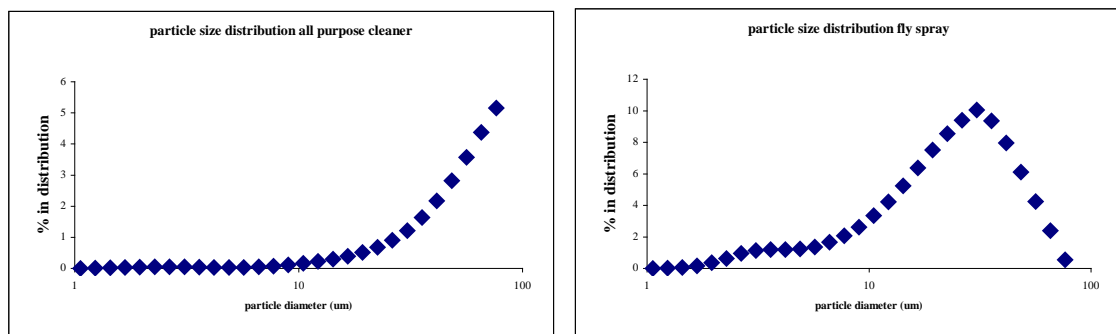 particle size distribution all purpose cleaner
6
5
4
3
2
1
0
1 10 100
% in distribution
particle diameter (um)
particle size distribution fly spray
12
10
8
6
4
2
0
1 10 100
% in distribution
particle diameter (um)